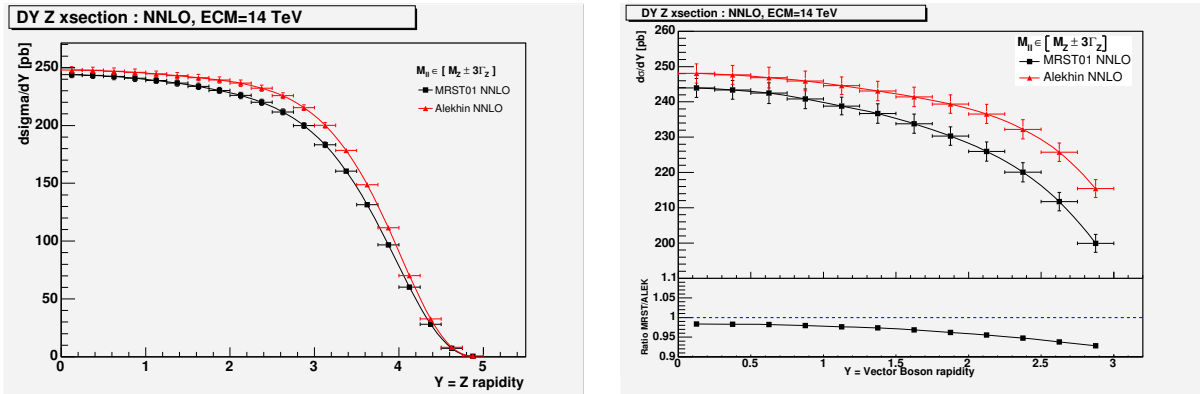 DY Z xsection : NNLO, ECM=14 TeV
dsigma/dY [pb]
250
200
150
100
50
0
M_ll ∈ [ M_Z ± 3Γ_Z ]
MRST01 NNLO
Alekhin NNLO
0 1 2 3 4 5
Y = Z rapidity
DY Z xsection : NNLO, ECM=14 TeV
dσ/dY [pb]
260
250
240
230
220
210
200
M_ll ∈ [ M_Z ± 3Γ_Z ]
MRST01 NNLO
Alekhin NNLO
Ratio MRST/ALEK
1.1
1.05
1
0.95
0.9
0 0.5 1 1.5 2 2.5 3
Y = Vector Boson rapidity